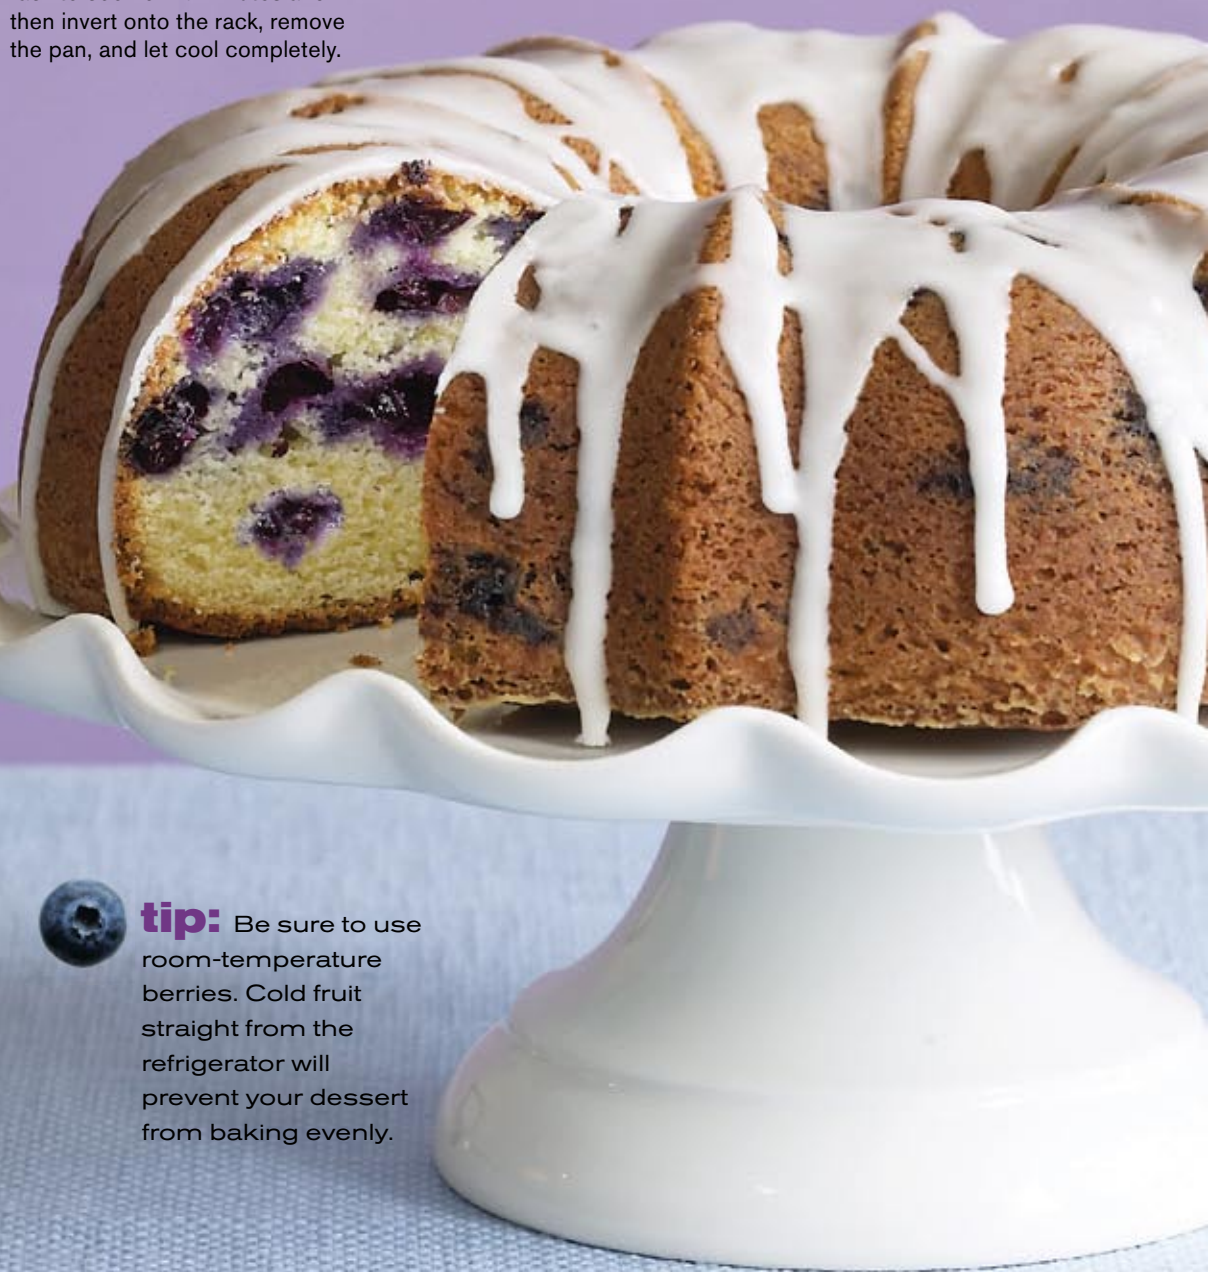 then invert onto the rack, remove
the pan, and let cool completely.
tip: Be sure to use
room-temperature
berries. Cold fruit
straight from the
refrigerator will
prevent your dessert
from baking evenly.